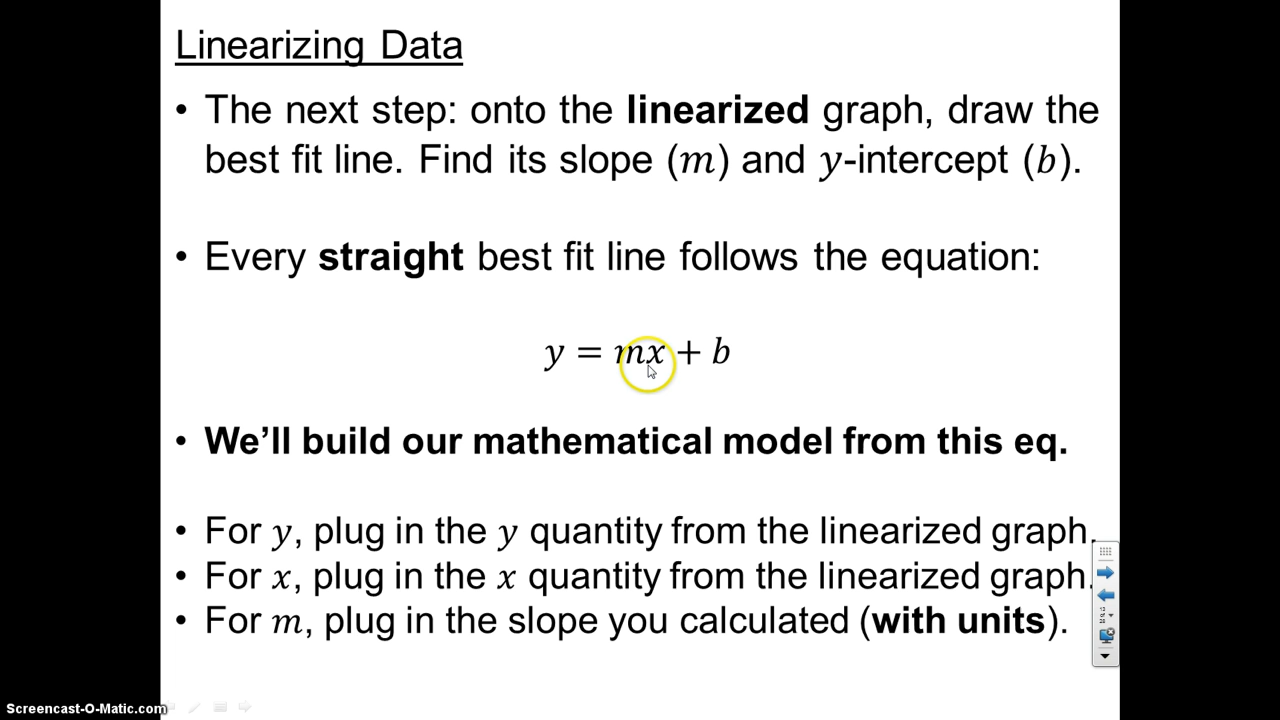 Linearizing Data
• The next step: onto the linearized graph, draw the
best fit line. Find its slope (m) and y-intercept (b).
• Every straight best fit line follows the equation:
y = mx + b
• We’ll build our mathematical model from this eq.
• For y, plug in the y quantity from the linearized graph.
• For x, plug in the x quantity from the linearized graph.
• For m, plug in the slope you calculated (with units).
Screencast-O-Matic.com